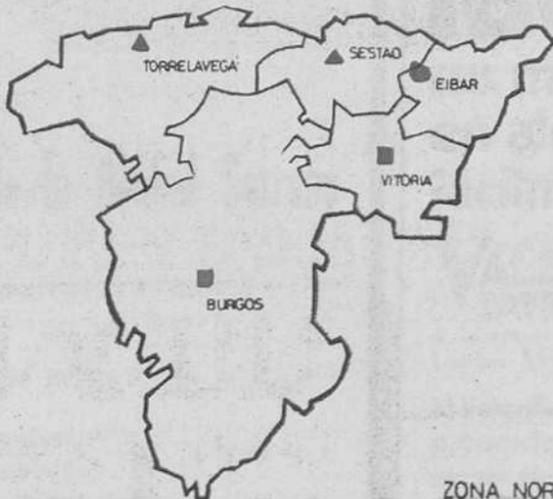 TORRELAVEGA
SESTAO
EIBAR
VITORIA
BURGOS
ZONA NOR